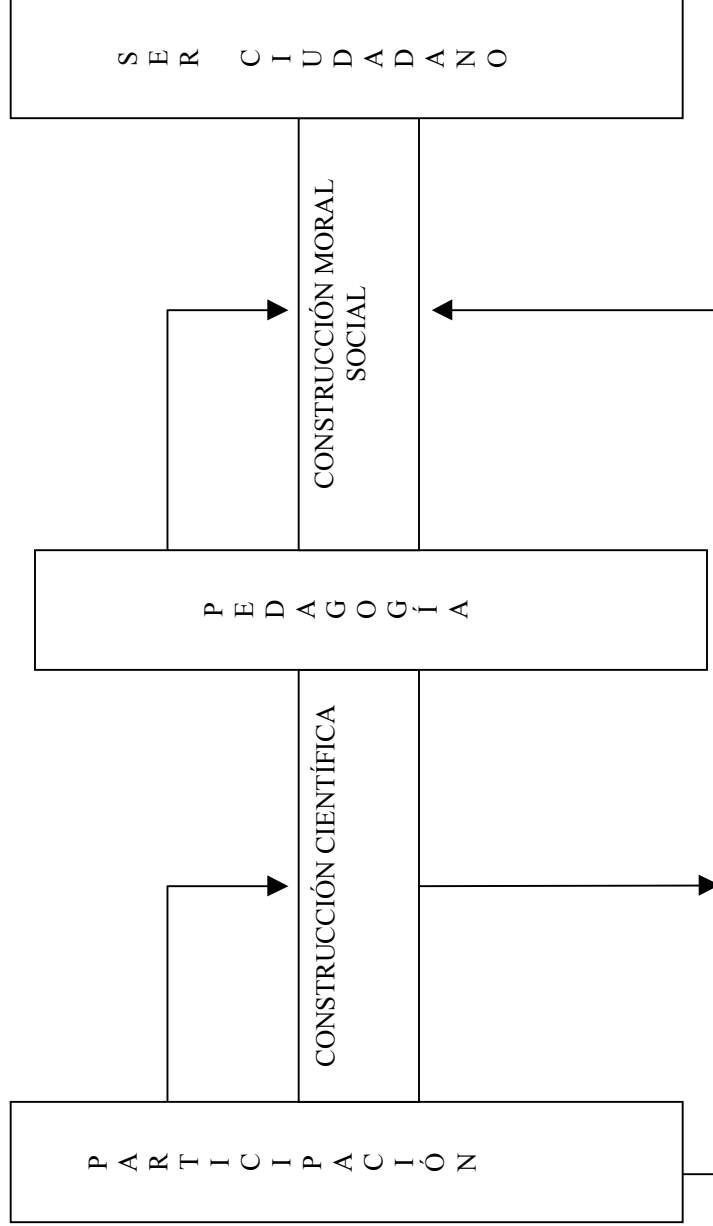 PARTICIPACIÓN
CONSTRUCCIÓN CIENTÍFICA
PEDAGOGÍA
CONSTRUCCIÓN MORAL
SOCIAL
SER CIUDADANO